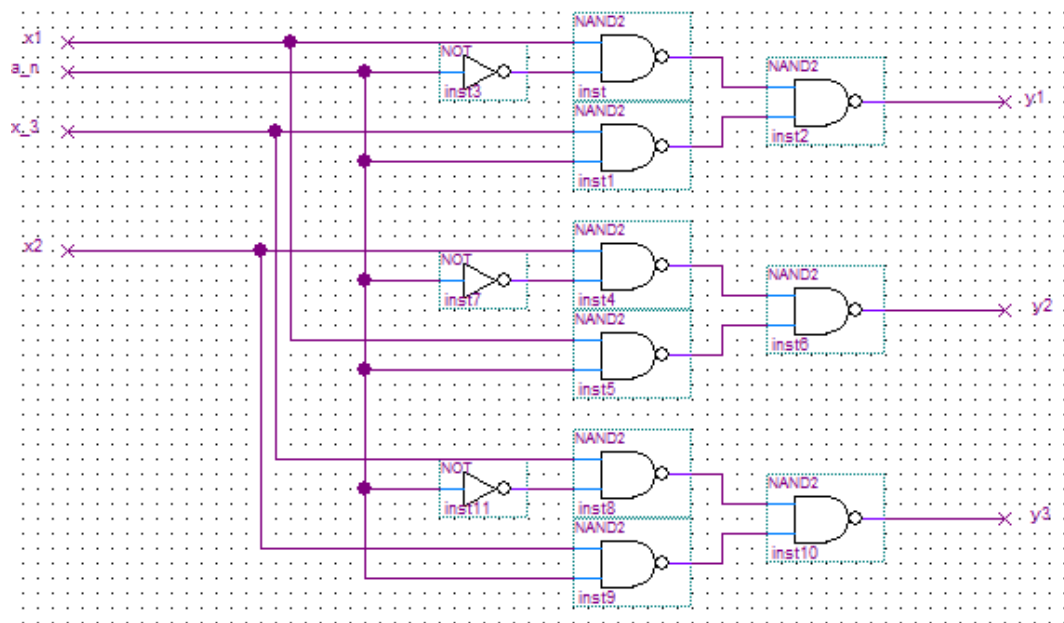 NAND2
x1
NOT
a_n
inst3
inst
NAND2
y1
NAND2
x_3
inst2
inst1
NAND2
x2
NOT
NAND2
inst7
inst4
y2
NAND2
inst6
inst5
NAND2
NOT
NAND2
inst11
inst8
y3
NAND2
inst10
inst9